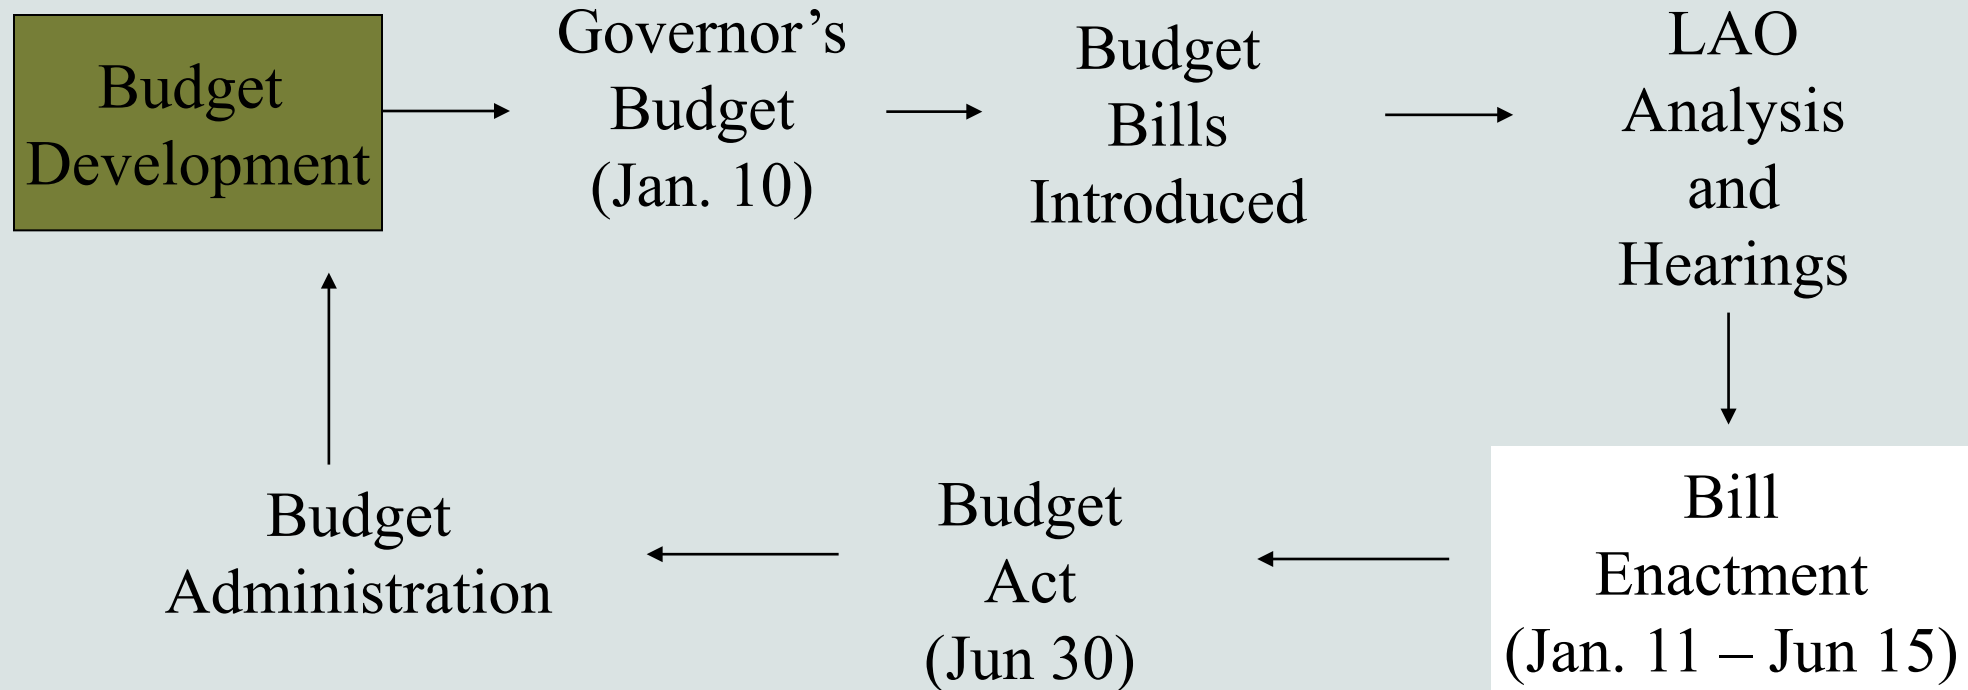 Budget
Development
Governor’s
Budget
(Jan. 10)
Budget
Bills
Introduced
LAO
Analysis
and
Hearings
Bill
Enactment
(Jan. 11 – Jun 15)
Budget
Act
(Jun 30)
Budget
Administration